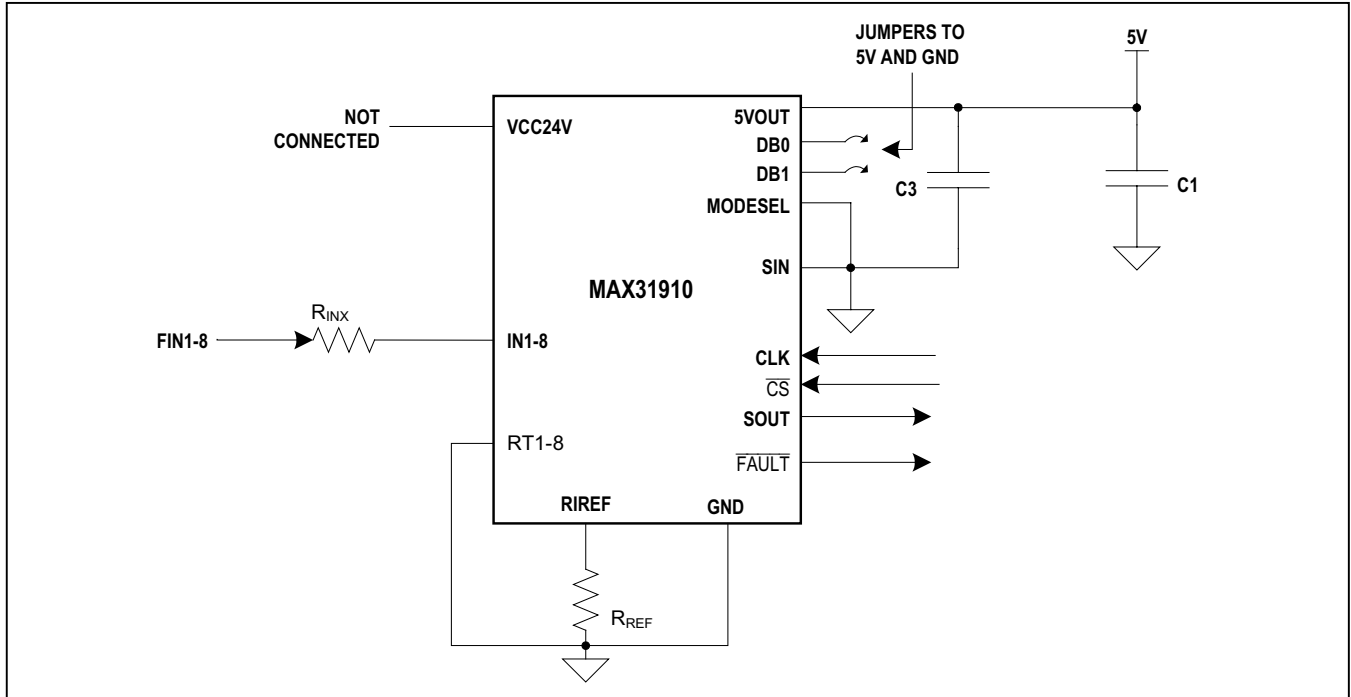 JUMPERS TO
5V AND GND
5V
NOT
CONNECTED
VCC24V
5VOUT
DB0
DB1
C3
C1
MODESEL
SIN
MAX31910
RINX
FIN1-8
IN1-8
CLK
CS
SOUT
RT1-8
FAULT
RIREF
GND
RREF